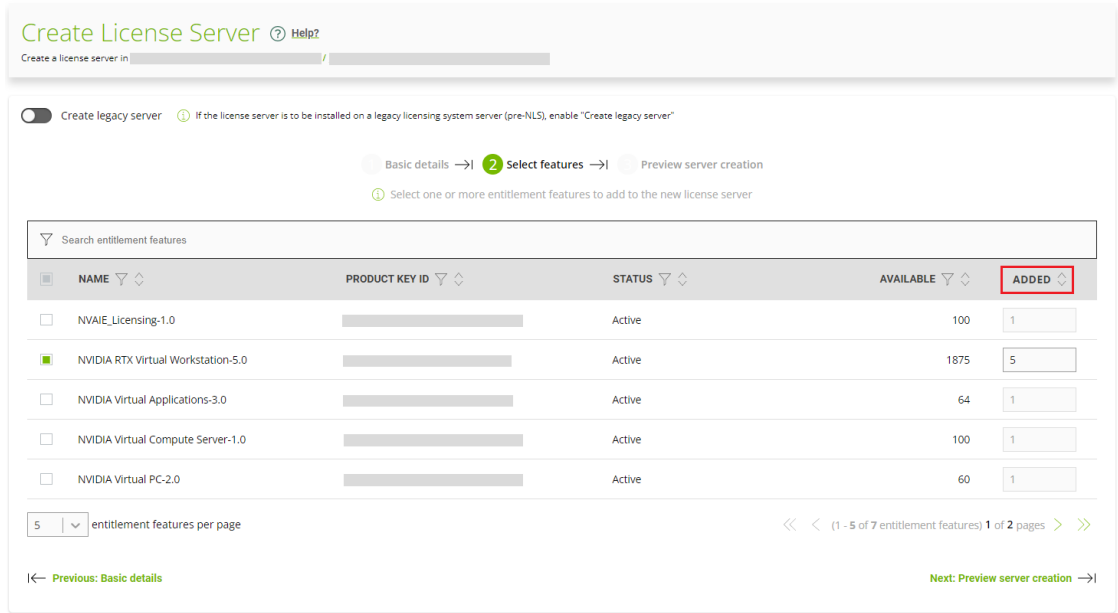 Create License Server ? Help?
Create a license server in /
Create legacy server If the license server is to be installed on a legacy licensing system server (pre-NLS), enable "Create legacy server"
1 Basic details 2 Select features 3 Preview server creation
Select one or more entitlement features to add to the new license server
Search entitlement features
NAME PRODUCT KEY ID STATUS AVAILABLE ADDED
NVAIE_Licensing-1.0 Active 100 1
NVIDIA RTX Virtual Workstation-5.0 Active 1875 5
NVIDIA Virtual Applications-3.0 Active 64 1
NVIDIA Virtual Compute Server-1.0 Active 100 1
NVIDIA Virtual PC-2.0 Active 60 1
5 entitlement features per page (1 - 5 of 7 entitlement features) 1 of 2 pages
Previous: Basic details Next: Preview server creation